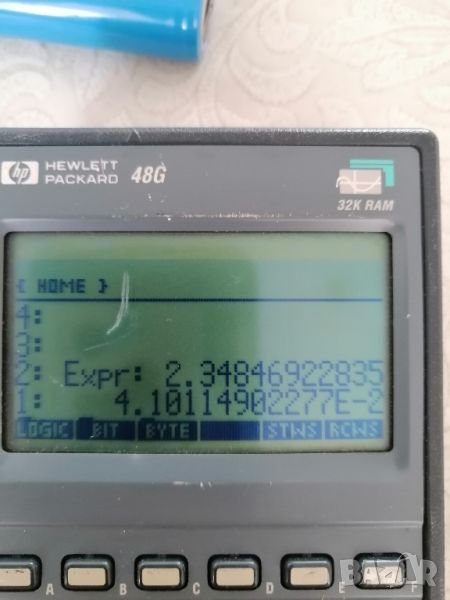 hp HEWLETT PACKARD 48G
32K RAM
{ HOME }
4:
3:
2: Expr: 2.34846922835
1: 4.10114902277E-2
LOGIC BIT BYTE STWS RCWS
A B C D E F
BAZAR